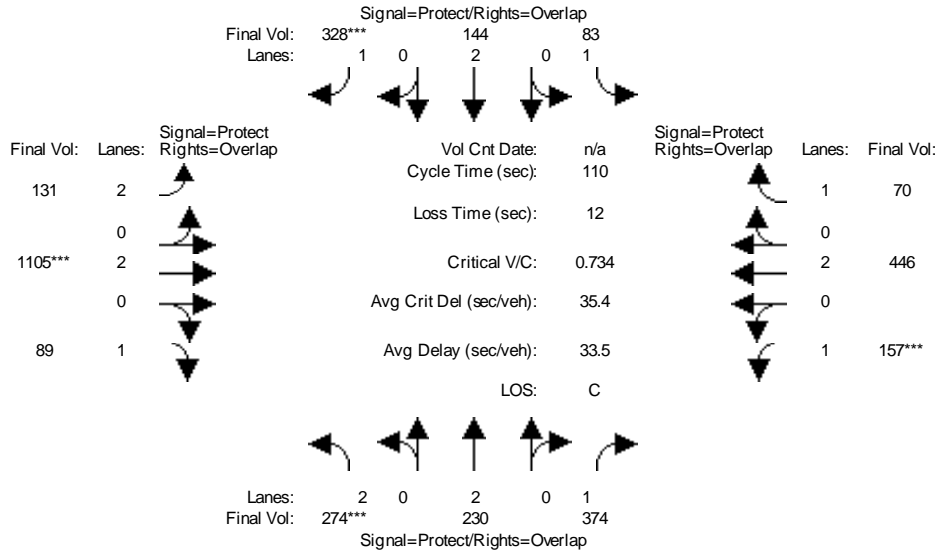 Signal=Protect/Rights=Overlap
Final Vol: 328*** 144 83
Lanes: 1 0 2 0 1
Signal=Protect
Final Vol: Lanes: Rights=Overlap
Vol Cnt Date: n/a
Signal=Protect
Rights=Overlap Lanes: Final Vol:
Cycle Time (sec): 110
131 2
1 70
Loss Time (sec): 12
0
0
1105*** 2 Critical V/C: 0.734 2 446
0 Avg Crit Del (sec/veh): 35.4 0
89 1 Avg Delay (sec/veh): 33.5 1 157***
LOS: C
Lanes: 2 0 2 0 1
Final Vol: 274*** 230 374
Signal=Protect/Rights=Overlap